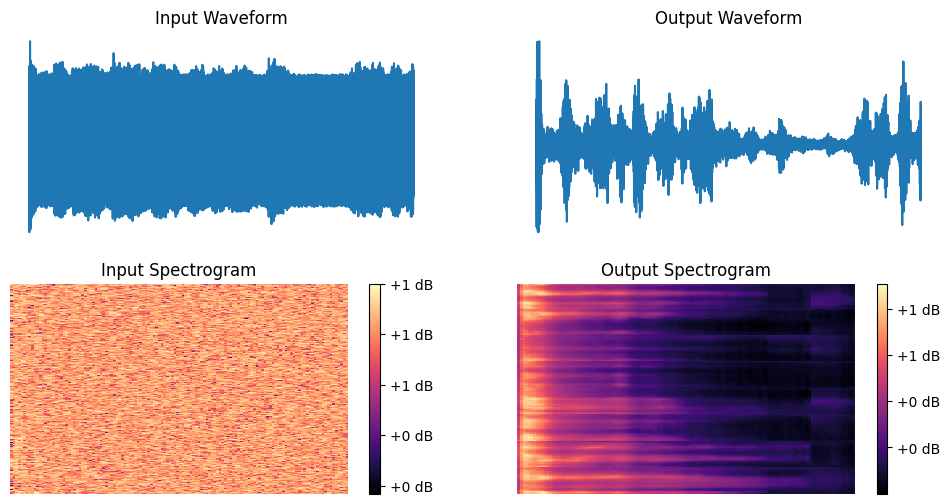 Input Waveform
Output Waveform
Input Spectrogram
+1 dB
+1 dB
+1 dB
+0 dB
+0 dB
Output Spectrogram
+1 dB
+1 dB
+0 dB
+0 dB